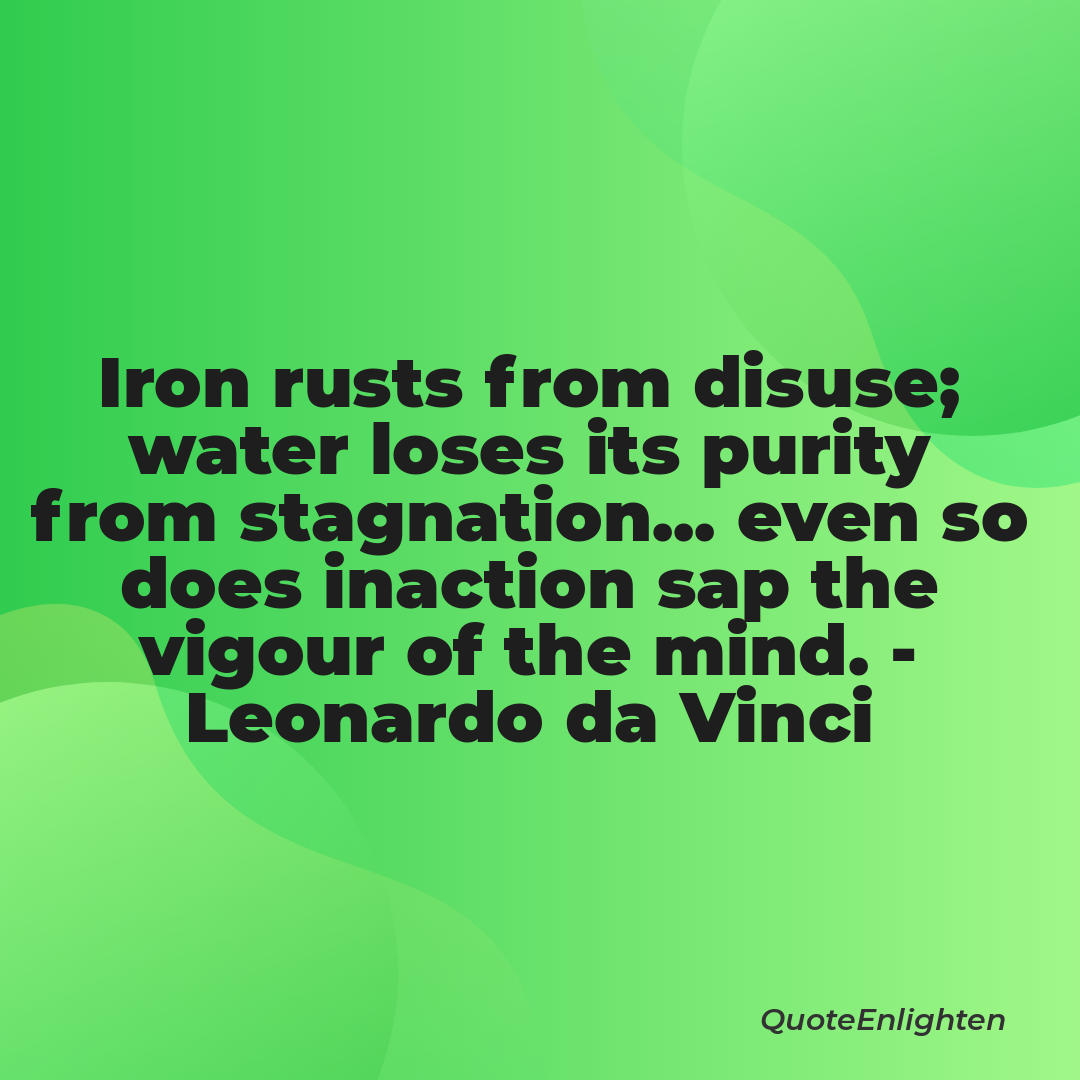 Iron rusts from disuse;
water loses its purity
from stagnation... even so
does inaction sap the
vigour of the mind. -
Leonardo da Vinci
QuoteEnlighten